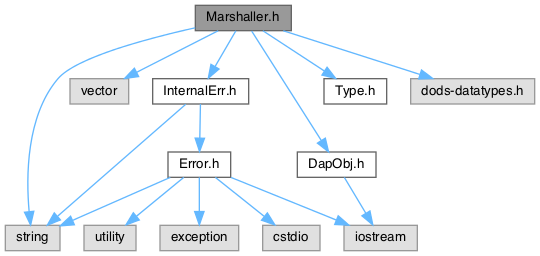 Marshaller.h
vector
InternalErr.h
Type.h
dods-datatypes.h
Error.h
DapObj.h
string
utility
exception
cstdio
iostream